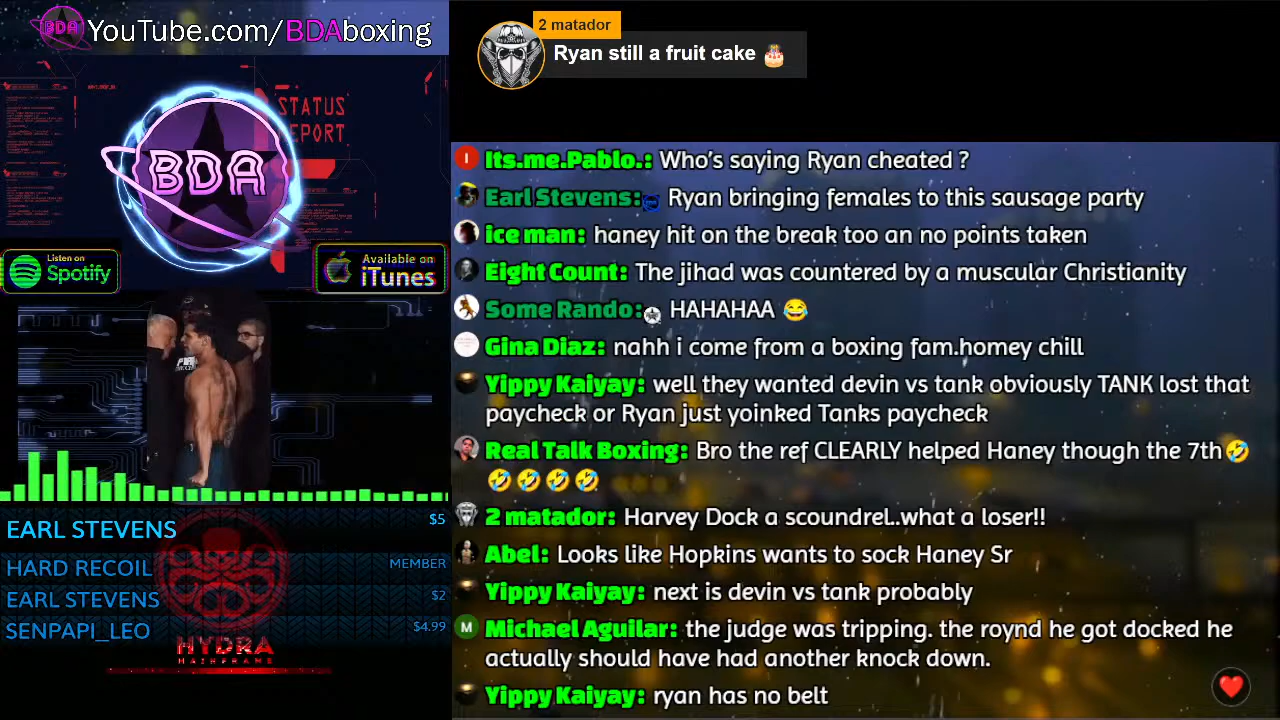 BDA
YouTube.com/BDAboxing
STATUS
REPORT
BDA
Listen on
Spotify
Available on
iTunes
EARL STEVENS $5
HARD RECOIL MEMBER
EARL STEVENS $2
SENPAPI_LEO $4.99
HYDRA
MAINFRAME
2 matador
Ryan still a fruit cake 🎂
I Its.me.Pablo.: Who's saying Ryan cheated ?
Earl Stevens: Ryan bringing females to this sausage party
ice man: haney hit on the break too an no points taken
Eight Count: The jihad was countered by a muscular Christianity
Some Rando: HAHAHAA 😂
Gina Diaz: nahh i come from a boxing fam.homey chill
Yippy Kaiyay: well they wanted devin vs tank obviously TANK lost that
paycheck or Ryan just yoinked Tanks paycheck
Real Talk Boxing: Bro the ref CLEARLY helped Haney though the 7th🤣
🤣🤣🤣🤣
2 matador: Harvey Dock a scoundrel..what a loser!!
Abel: Looks like Hopkins wants to sock Haney Sr
Yippy Kaiyay: next is devin vs tank probably
M Michael Aguilar: the judge was tripping. the roynd he got docked he
actually should have had another knock down.
Yippy Kaiyay: ryan has no belt